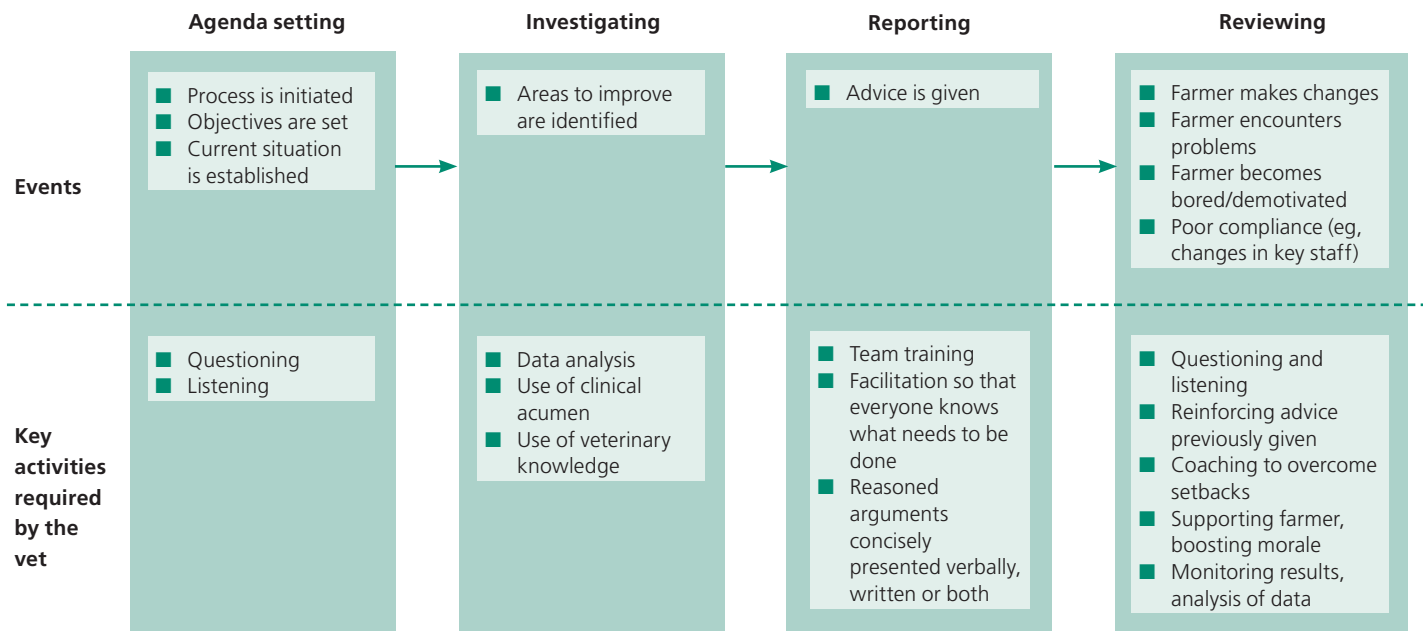 Agenda setting
Investigating
Reporting
Reviewing
Events
■ Process is initiated
■ Objectives are set
■ Current situation
is established
■ Areas to improve
are identified
■ Advice is given
■ Farmer makes changes
■ Farmer encounters
problems
■ Farmer becomes
bored/demotivated
■ Poor compliance (eg,
changes in key staff)
Key
activities
required
by the
vet
■ Questioning
■ Listening
■ Data analysis
■ Use of clinical
acumen
■ Use of veterinary
knowledge
■ Team training
■ Facilitation so that
everyone knows
what needs to be
done
■ Reasoned
arguments
concisely
presented verbally,
written or both
■ Questioning and
listening
■ Reinforcing advice
previously given
■ Coaching to overcome
setbacks
■ Supporting farmer,
boosting morale
■ Monitoring results,
analysis of data